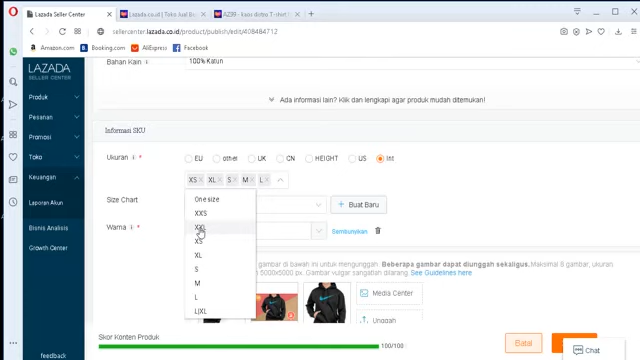 Lazada Seller Center
Lazada.co.id | Toko Jual Bo
AZ39 - kaos distro T-shirt l
sellercenter.lazada.co.id/product/publish/edit/408484712
Amazon.com
Booking.com
AliExpress
Facebook
LAZADA
SELLER CENTER
Produk
Pesanan
Promosi
Toko
Keuangan
Laporan Akun
Bisnis Analisis
Growth Center
feedback
Bahan Kain
100% Katun
Ada informasi lain? Klik dan lengkapi agar produk mudah ditemukan!
Informasi SKU
Ukuran *
EU
other
UK
CN
HEIGHT
US
Int
XS ×
XL ×
S ×
M ×
L ×
Size Chart
+ Buat Baru
Warna *
Sembunyikan
One size
XXS
XXL
XS
XL
S
M
L
L|XL
gambar di bawah ini untuk mengunggah. Beberapa gambar dapat diunggah sekaligus. Maksimal 8 gambar, ukuran
5000x5000 px. Gambar vulgar sangatlah dilarang. See Guidelines here
Media Center
Unggah
Skor Konten Produk
100/100
Batal
Chat